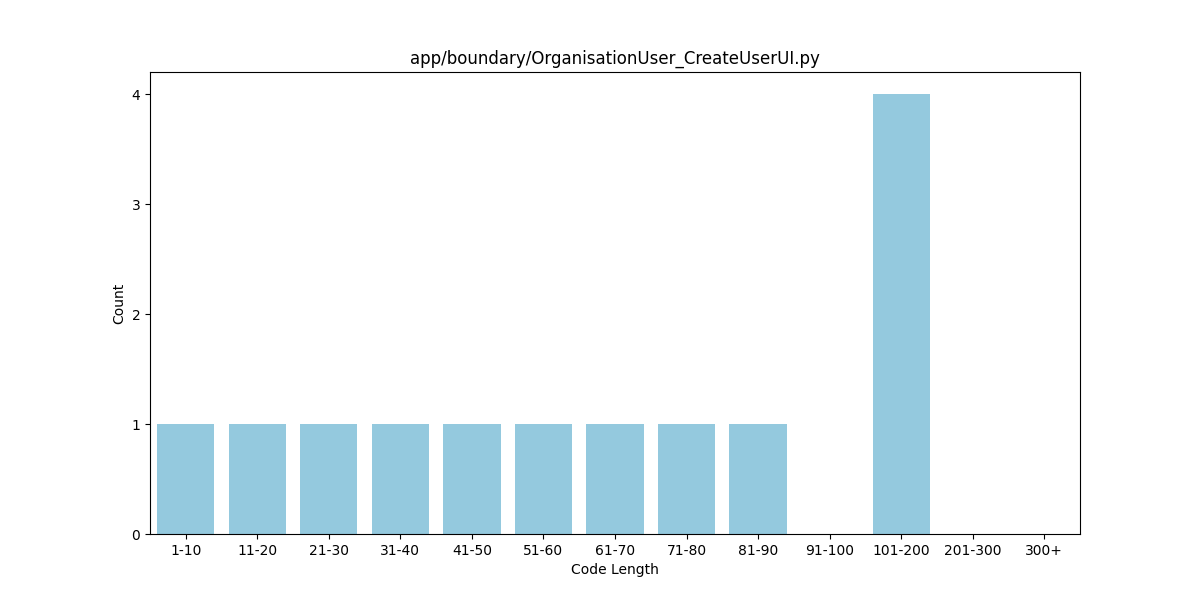 app/boundary/OrganisationUser_CreateUserUI.py
4
3
2
1
0
Count
1-10 11-20 21-30 31-40 41-50 51-60 61-70 71-80 81-90 91-100 101-200 201-300 300+
Code Length